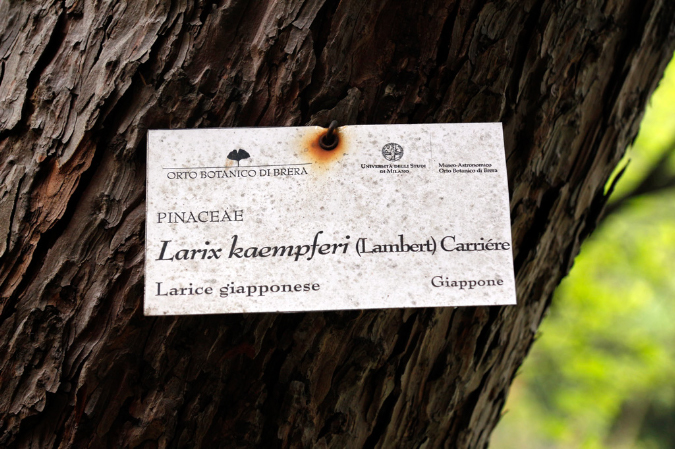 ORTO BOTANICO DI BRERA
UNIVERSITÀ DEGLI STUDI
DI MILANO
Museo Astronomico
Orto Botanico di Brera
PINACEAE
Larix kaempferi (Lambert) Carriére
Larice giapponese
Giappone